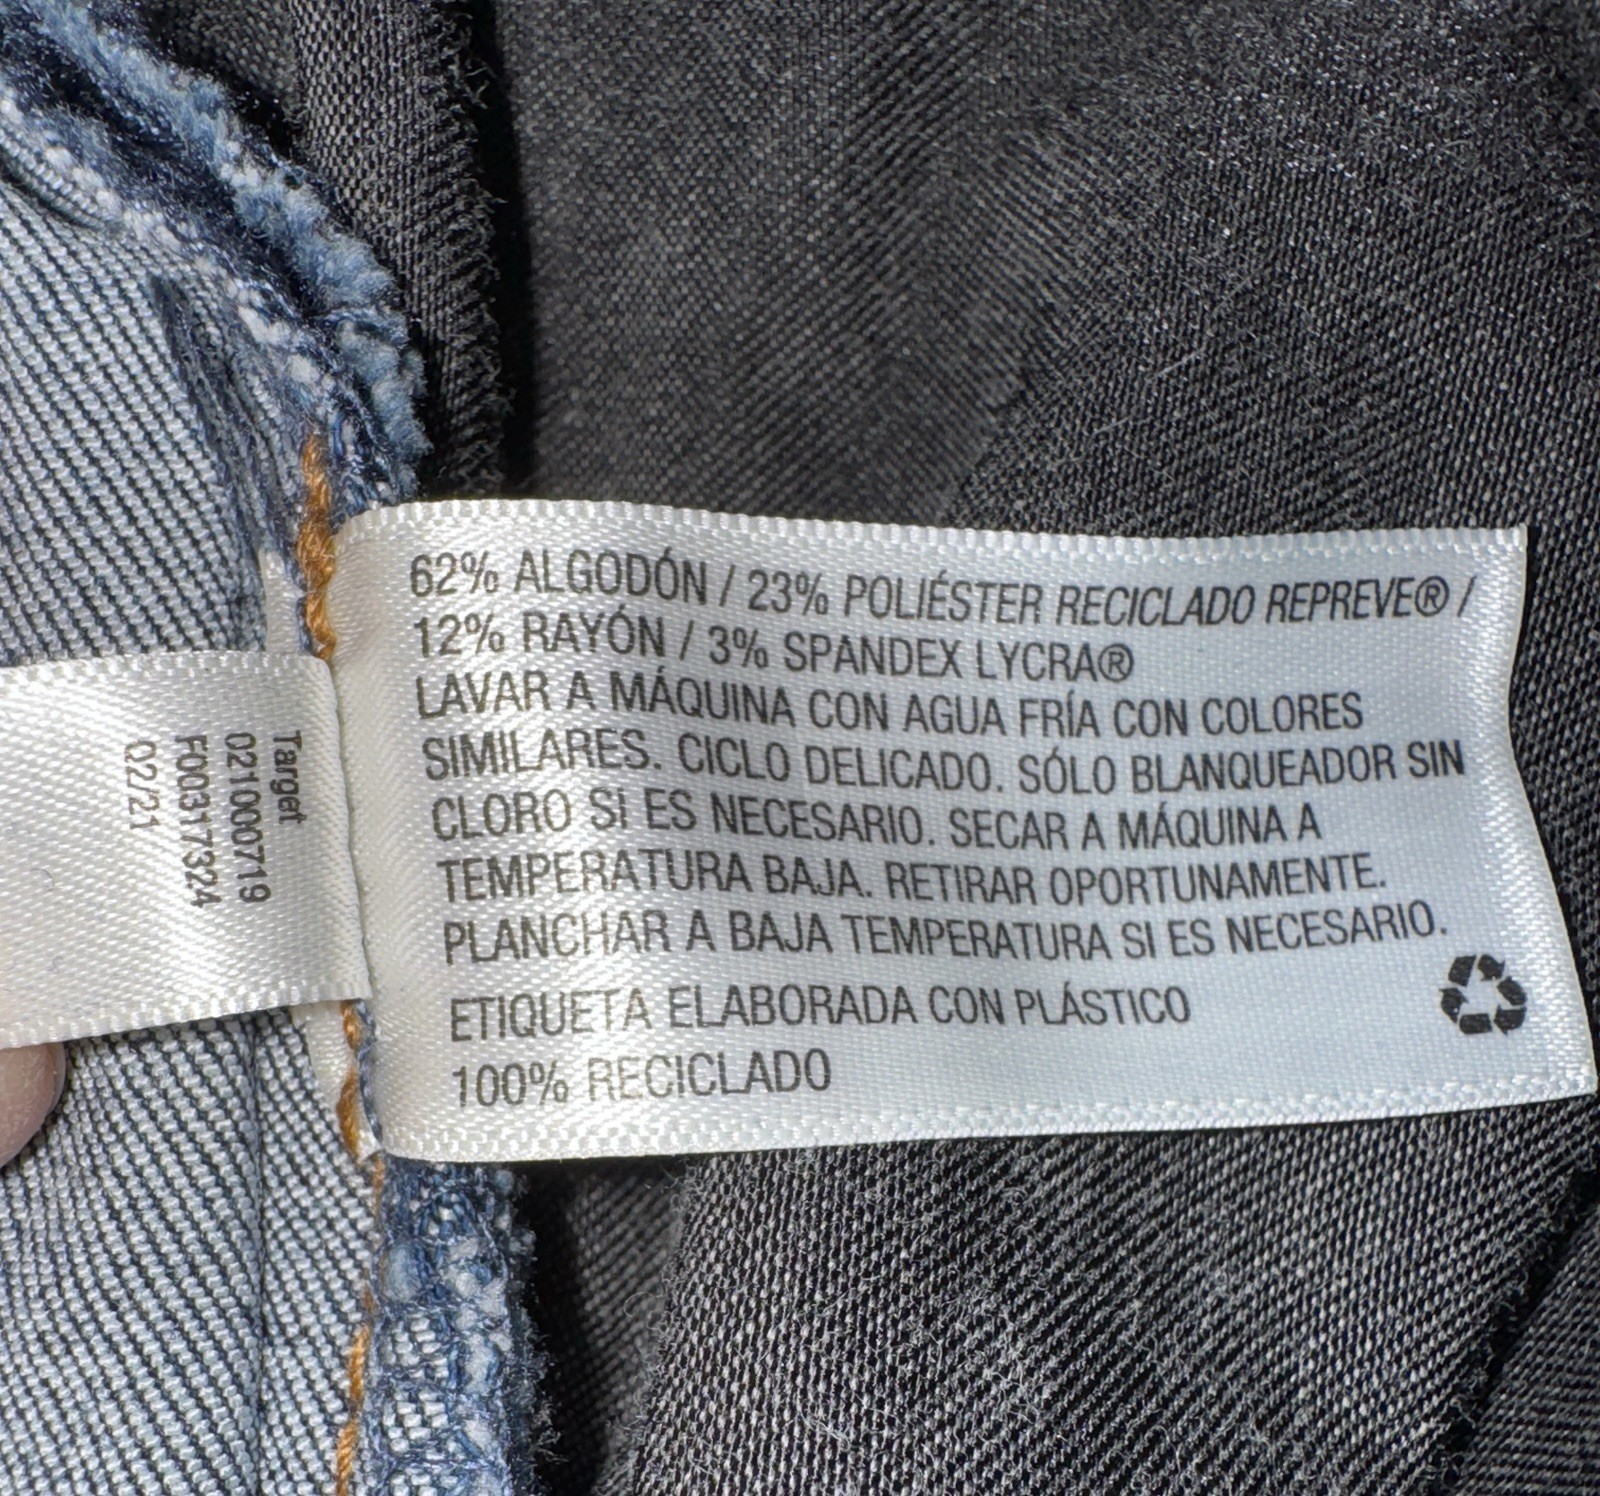 62% ALGODÓN / 23% POLIÉSTER RECICLADO REPREVE® /
12% RAYÓN / 3% SPANDEX LYCRA®
LAVAR A MÁQUINA CON AGUA FRÍA CON COLORES
SIMILARES. CICLO DELICADO. SÓLO BLANQUEADOR SIN
CLORO SI ES NECESARIO. SECAR A MÁQUINA A
TEMPERATURA BAJA. RETIRAR OPORTUNAMENTE.
PLANCHAR A BAJA TEMPERATURA SI ES NECESARIO.
ETIQUETA ELABORADA CON PLÁSTICO
100% RECICLADO
Target
021000719
F00317324
02/21